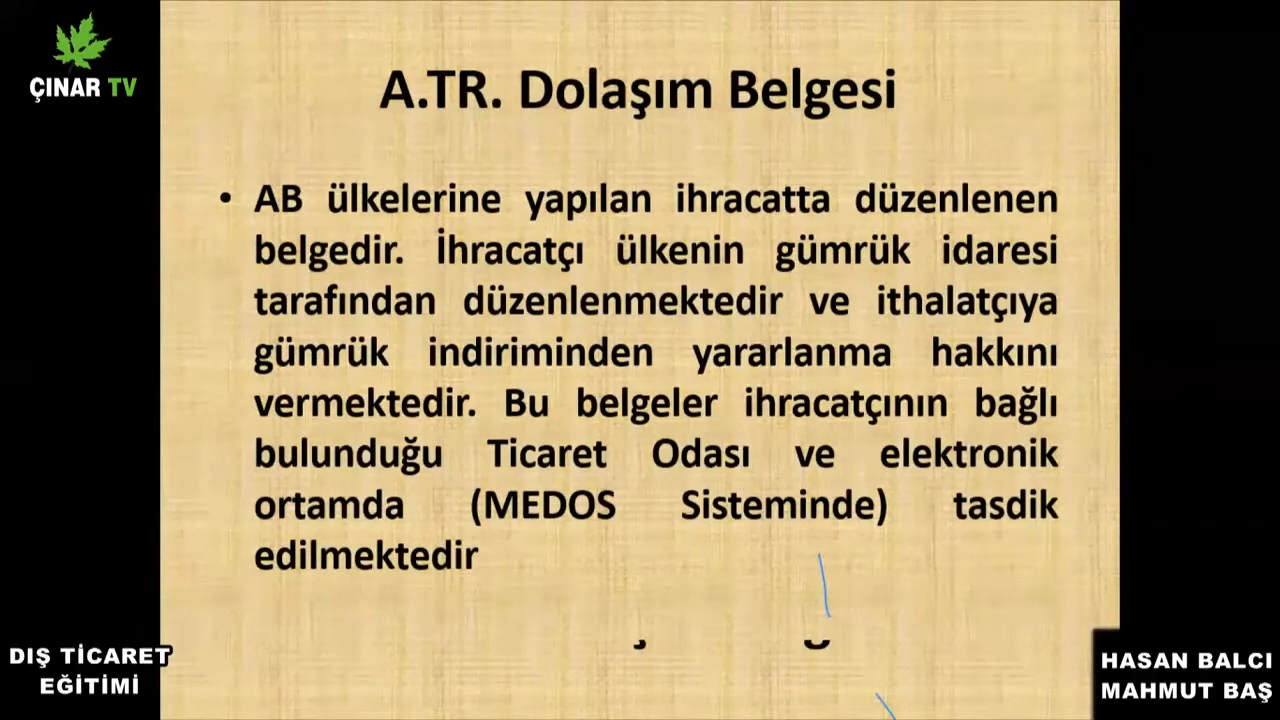 ÇINAR TV
A.TR. Dolaşım Belgesi
• AB ülkelerine yapılan ihracatta düzenlenen
belgedir. İhracatçı ülkenin gümrük idaresi
tarafından düzenlenmektedir ve ithalatçıya
gümrük indiriminden yararlanma hakkını
vermektedir. Bu belgeler ihracatçının bağlı
bulunduğu Ticaret Odası ve elektronik
ortamda (MEDOS Sisteminde) tasdik
edilmektedir
DIŞ TİCARET
EĞİTİMİ
HASAN BALCI
MAHMUT BAŞ